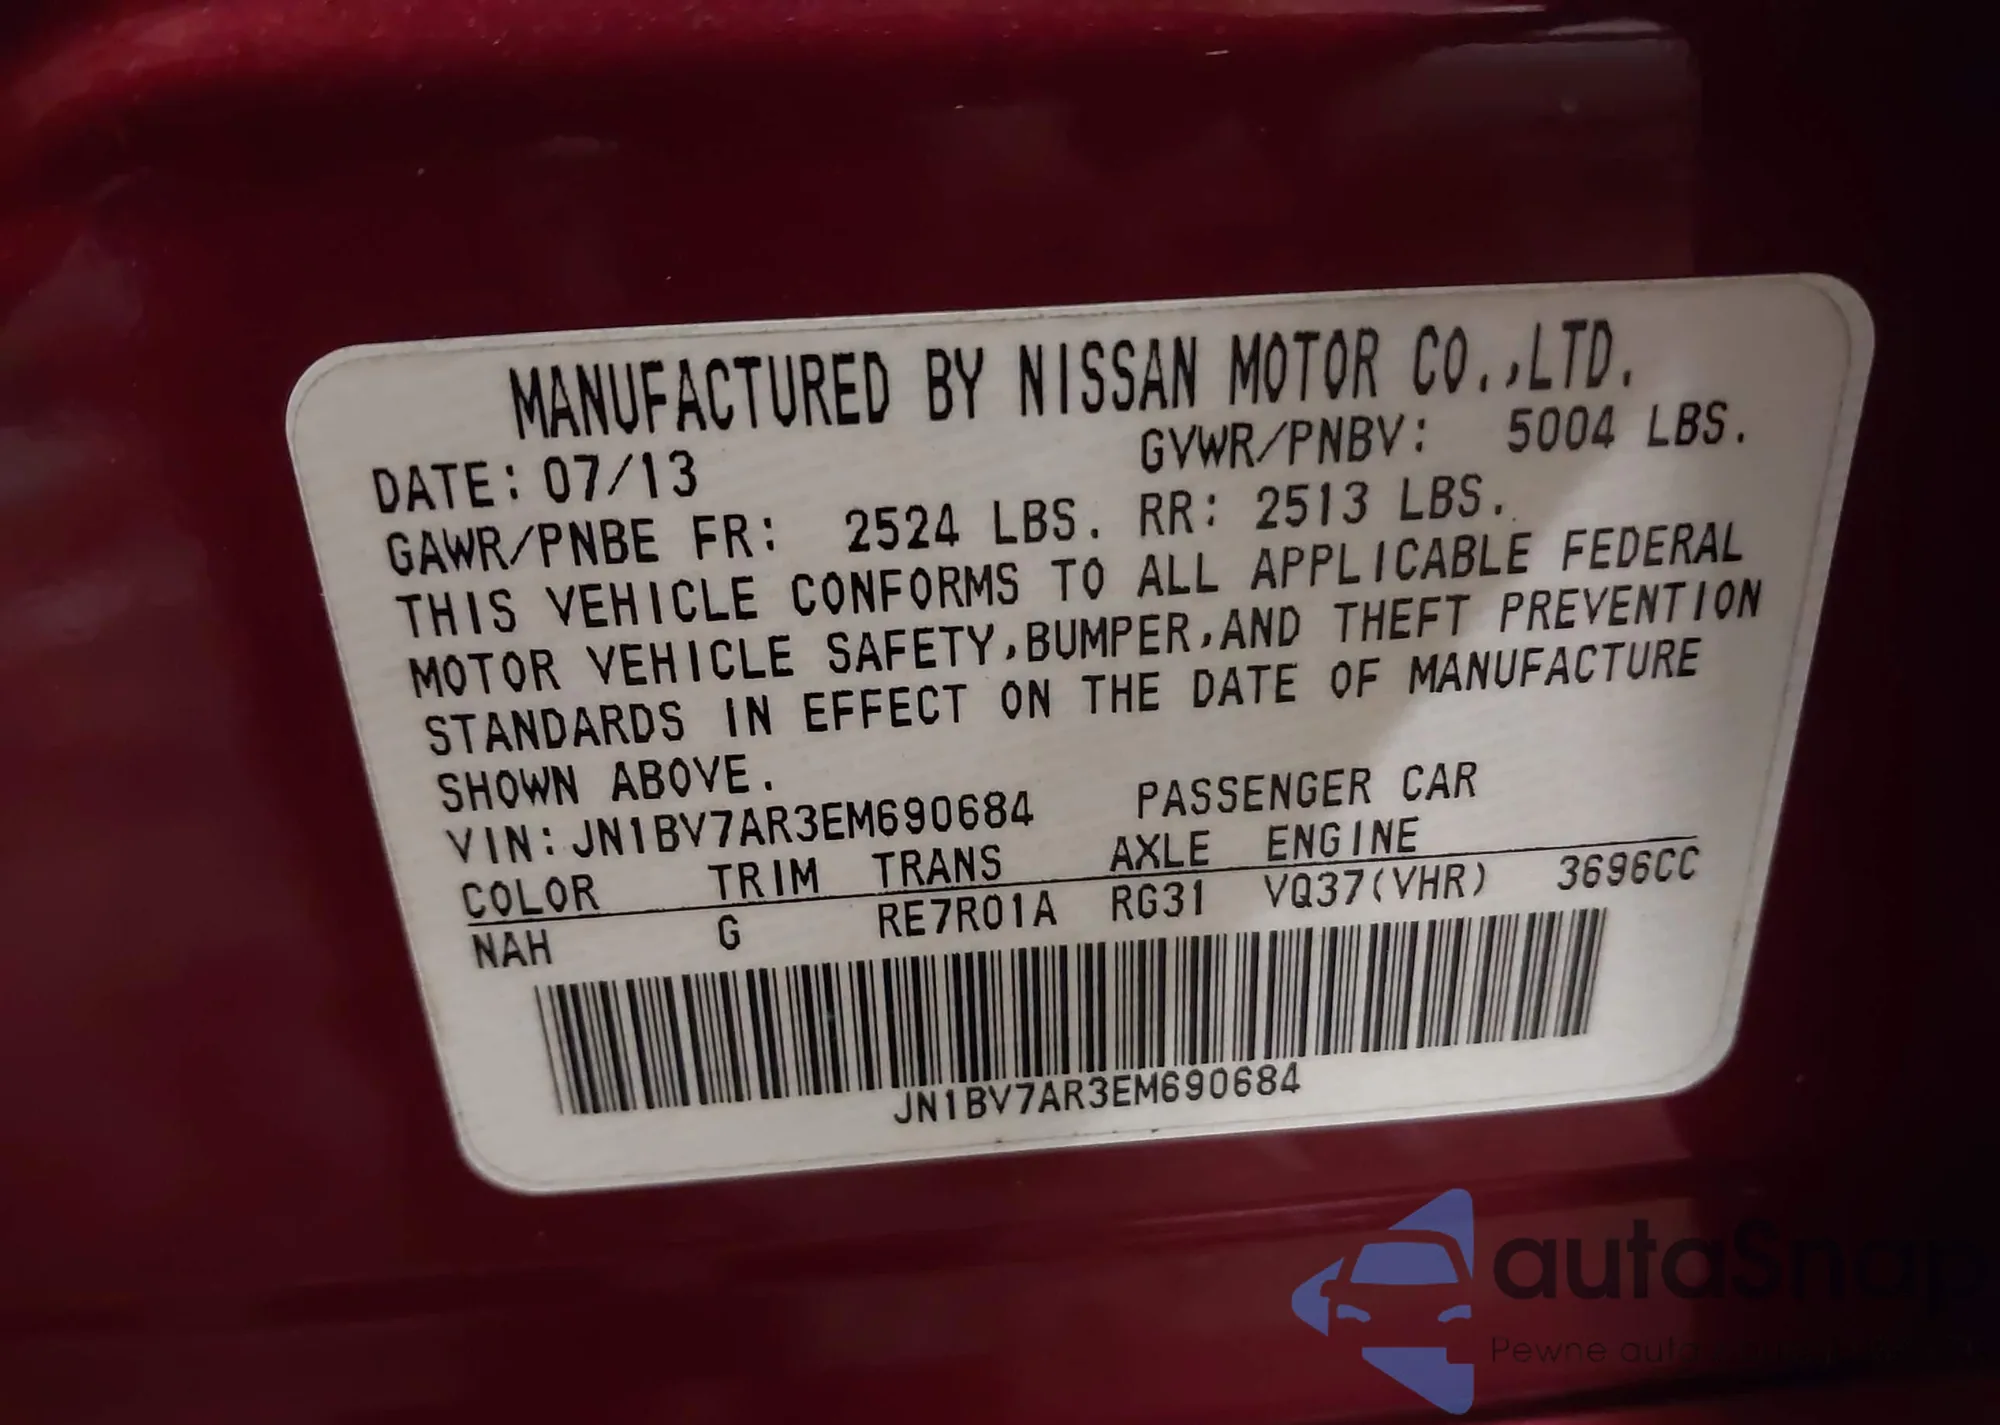 MANUFACTURED BY NISSAN MOTOR CO.,LTD.
DATE: 07/13 GVWR/PNBV: 5004 LBS.
GAWR/PNBE FR: 2524 LBS. RR: 2513 LBS.
THIS VEHICLE CONFORMS TO ALL APPLICABLE FEDERAL
MOTOR VEHICLE SAFETY,BUMPER,AND THEFT PREVENTION
STANDARDS IN EFFECT ON THE DATE OF MANUFACTURE
SHOWN ABOVE.
VIN:JN1BV7AR3EM690684 PASSENGER CAR
COLOR TRIM TRANS AXLE ENGINE
NAH G RE7R01A RG31 VQ37(VHR) 3696CC
JN1BV7AR3EM690684
autaSnap
Pewne auta